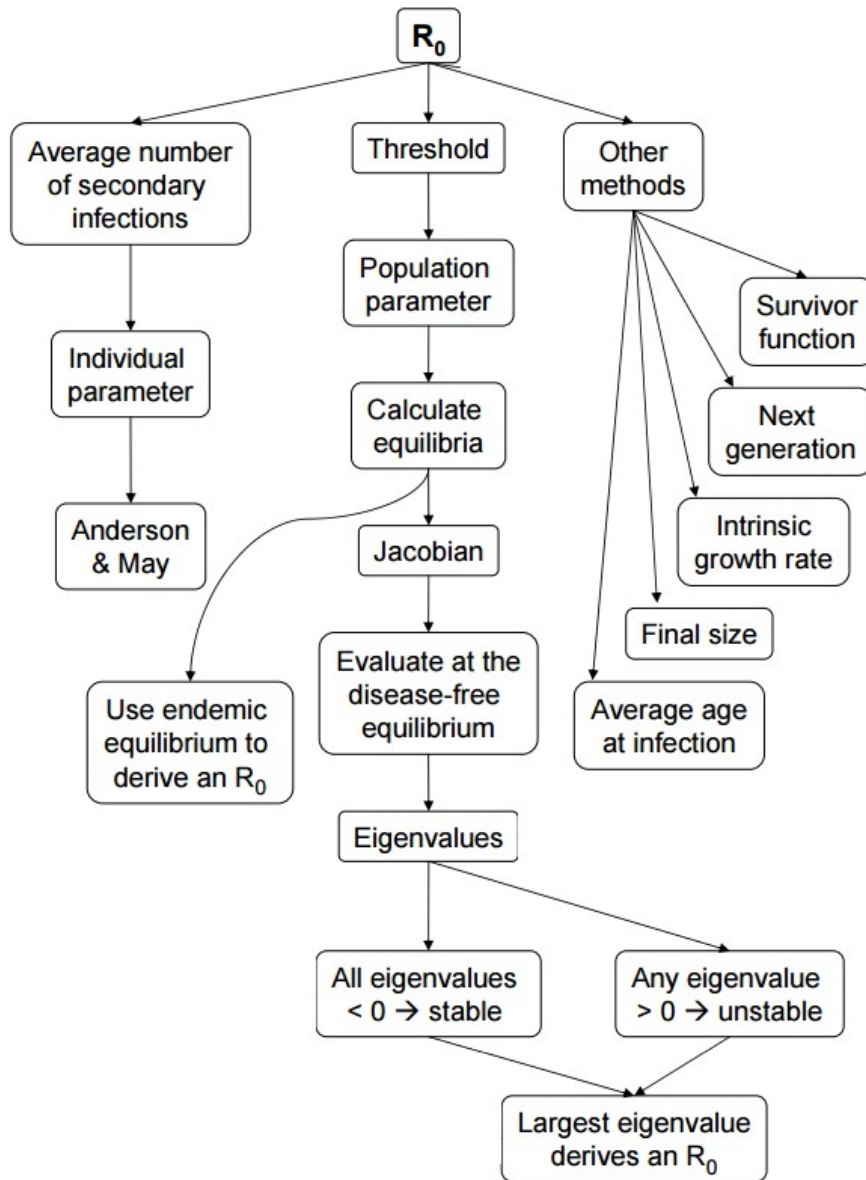 R₀
Average number
of secondary
infections
Threshold
Other
methods
Individual
parameter
Population
parameter
Survivor
function
Anderson
& May
Calculate
equilibria
Next
generation
Jacobian
Intrinsic
growth rate
Final size
Use endemic
equilibrium to
derive an R₀
Evaluate at the
disease-free
equilibrium
Average age
at infection
Eigenvalues
All eigenvalues
< 0 → stable
Any eigenvalue
> 0 → unstable
Largest eigenvalue
derives an R₀